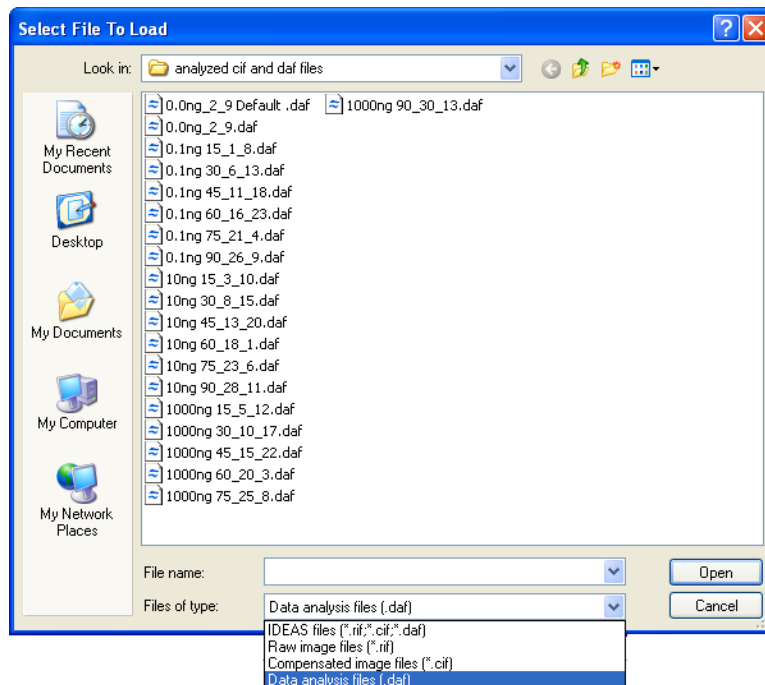 Select File To Load
Look in: analyzed cif and daf files
My Recent
Documents
Desktop
My Documents
My Computer
My Network
Places
0.0ng_2_9 Default .daf
0.0ng_2_9.daf
0.1ng 15_1_8.daf
0.1ng 30_6_13.daf
0.1ng 45_11_18.daf
0.1ng 60_16_23.daf
0.1ng 75_21_4.daf
0.1ng 90_26_9.daf
10ng 15_3_10.daf
10ng 30_8_15.daf
10ng 45_13_20.daf
10ng 60_18_1.daf
10ng 75_23_6.daf
10ng 90_28_11.daf
1000ng 15_5_12.daf
1000ng 30_10_17.daf
1000ng 45_15_22.daf
1000ng 60_20_3.daf
1000ng 75_25_8.daf
1000ng 90_30_13.daf
File name:
Open
Files of type: Data analysis files (.daf)
Cancel
IDEAS files (*.rif;*.cif;*.daf)
Raw image files (*.rif)
Compensated image files (*.cif)
Data analysis files (.daf)